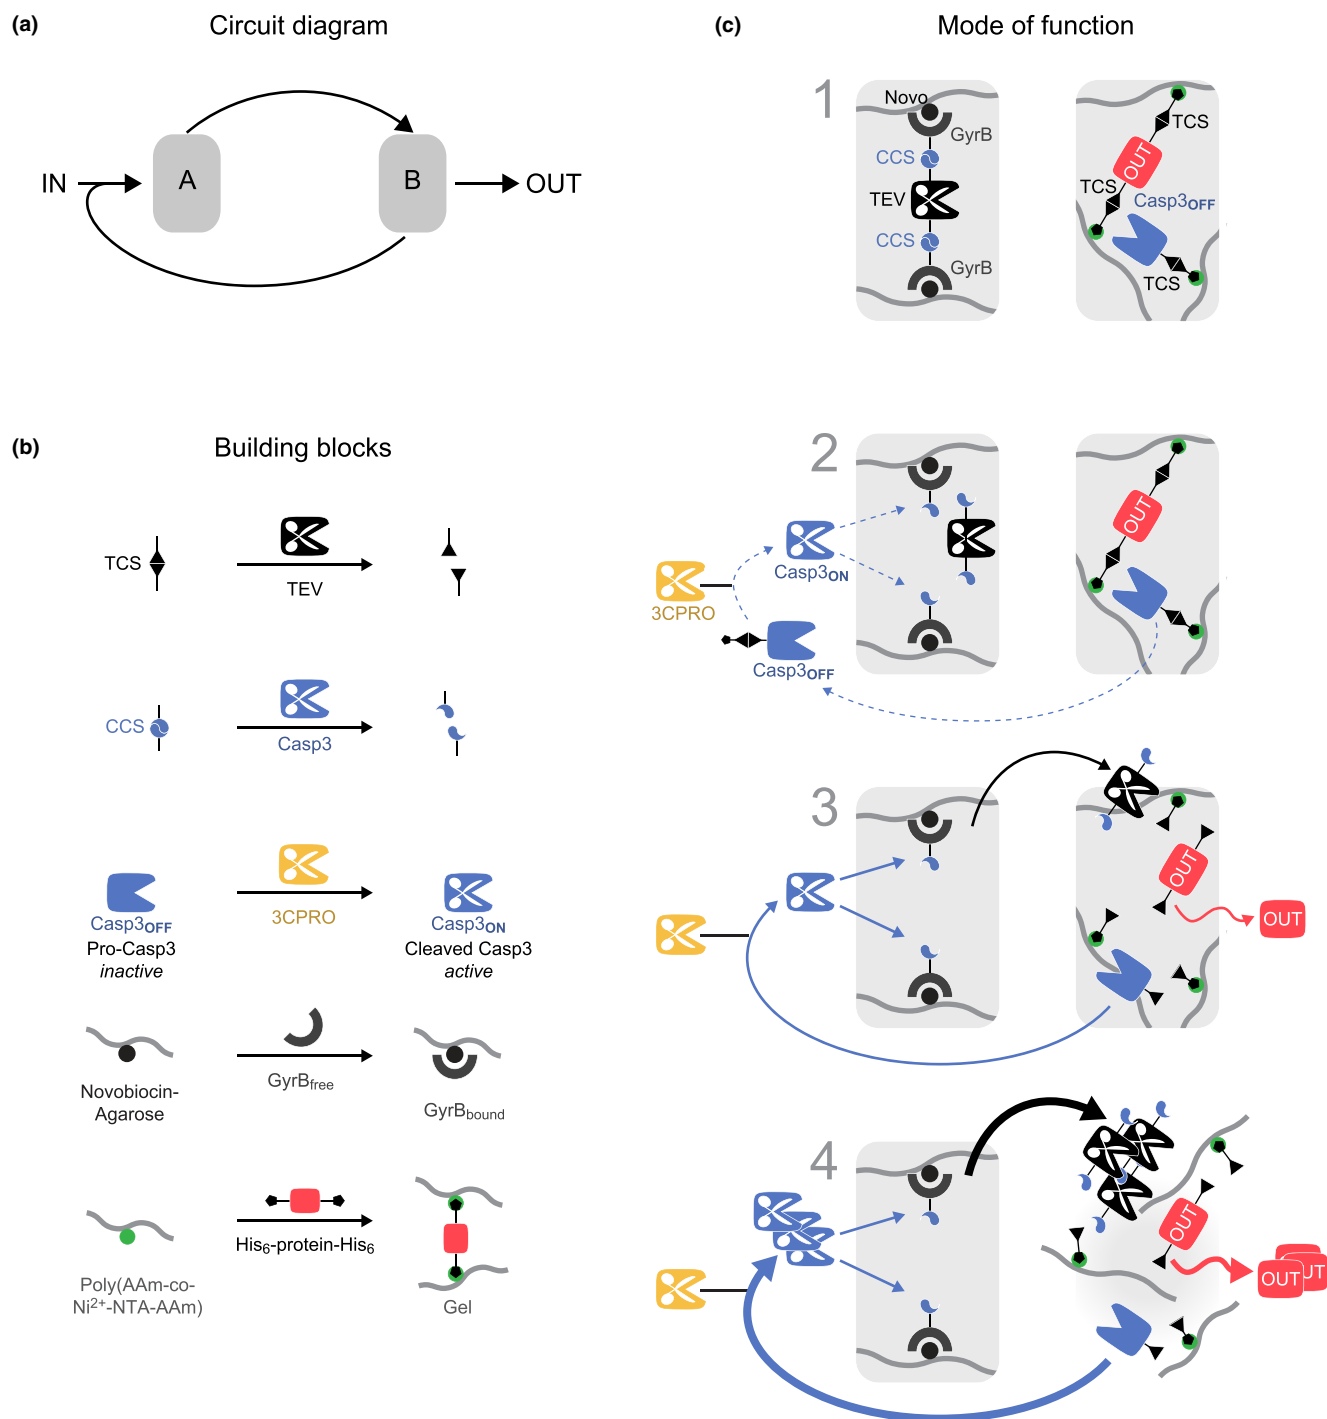 (a)
Circuit diagram
IN
A
B
OUT
(b)
Building blocks
TCS
TEV
CCS
Casp3
Casp3OFF
Pro-Casp3
inactive
3CPRO
Casp3ON
Cleaved Casp3
active
Novobiocin-
Agarose
GyrBfree
GyrBbound
Poly(AAm-co-
Ni2+-NTA-AAm)
His6-protein-His6
Gel
(c)
Mode of function
1
Novo
GyrB
CCS
TEV
CCS
GyrB
TCS
OUT
TCS
Casp3OFF
TCS
2
3CPRO
Casp3ON
Casp3OFF
OUT
3
OUT
OUT
4
OUT
OUT
UT